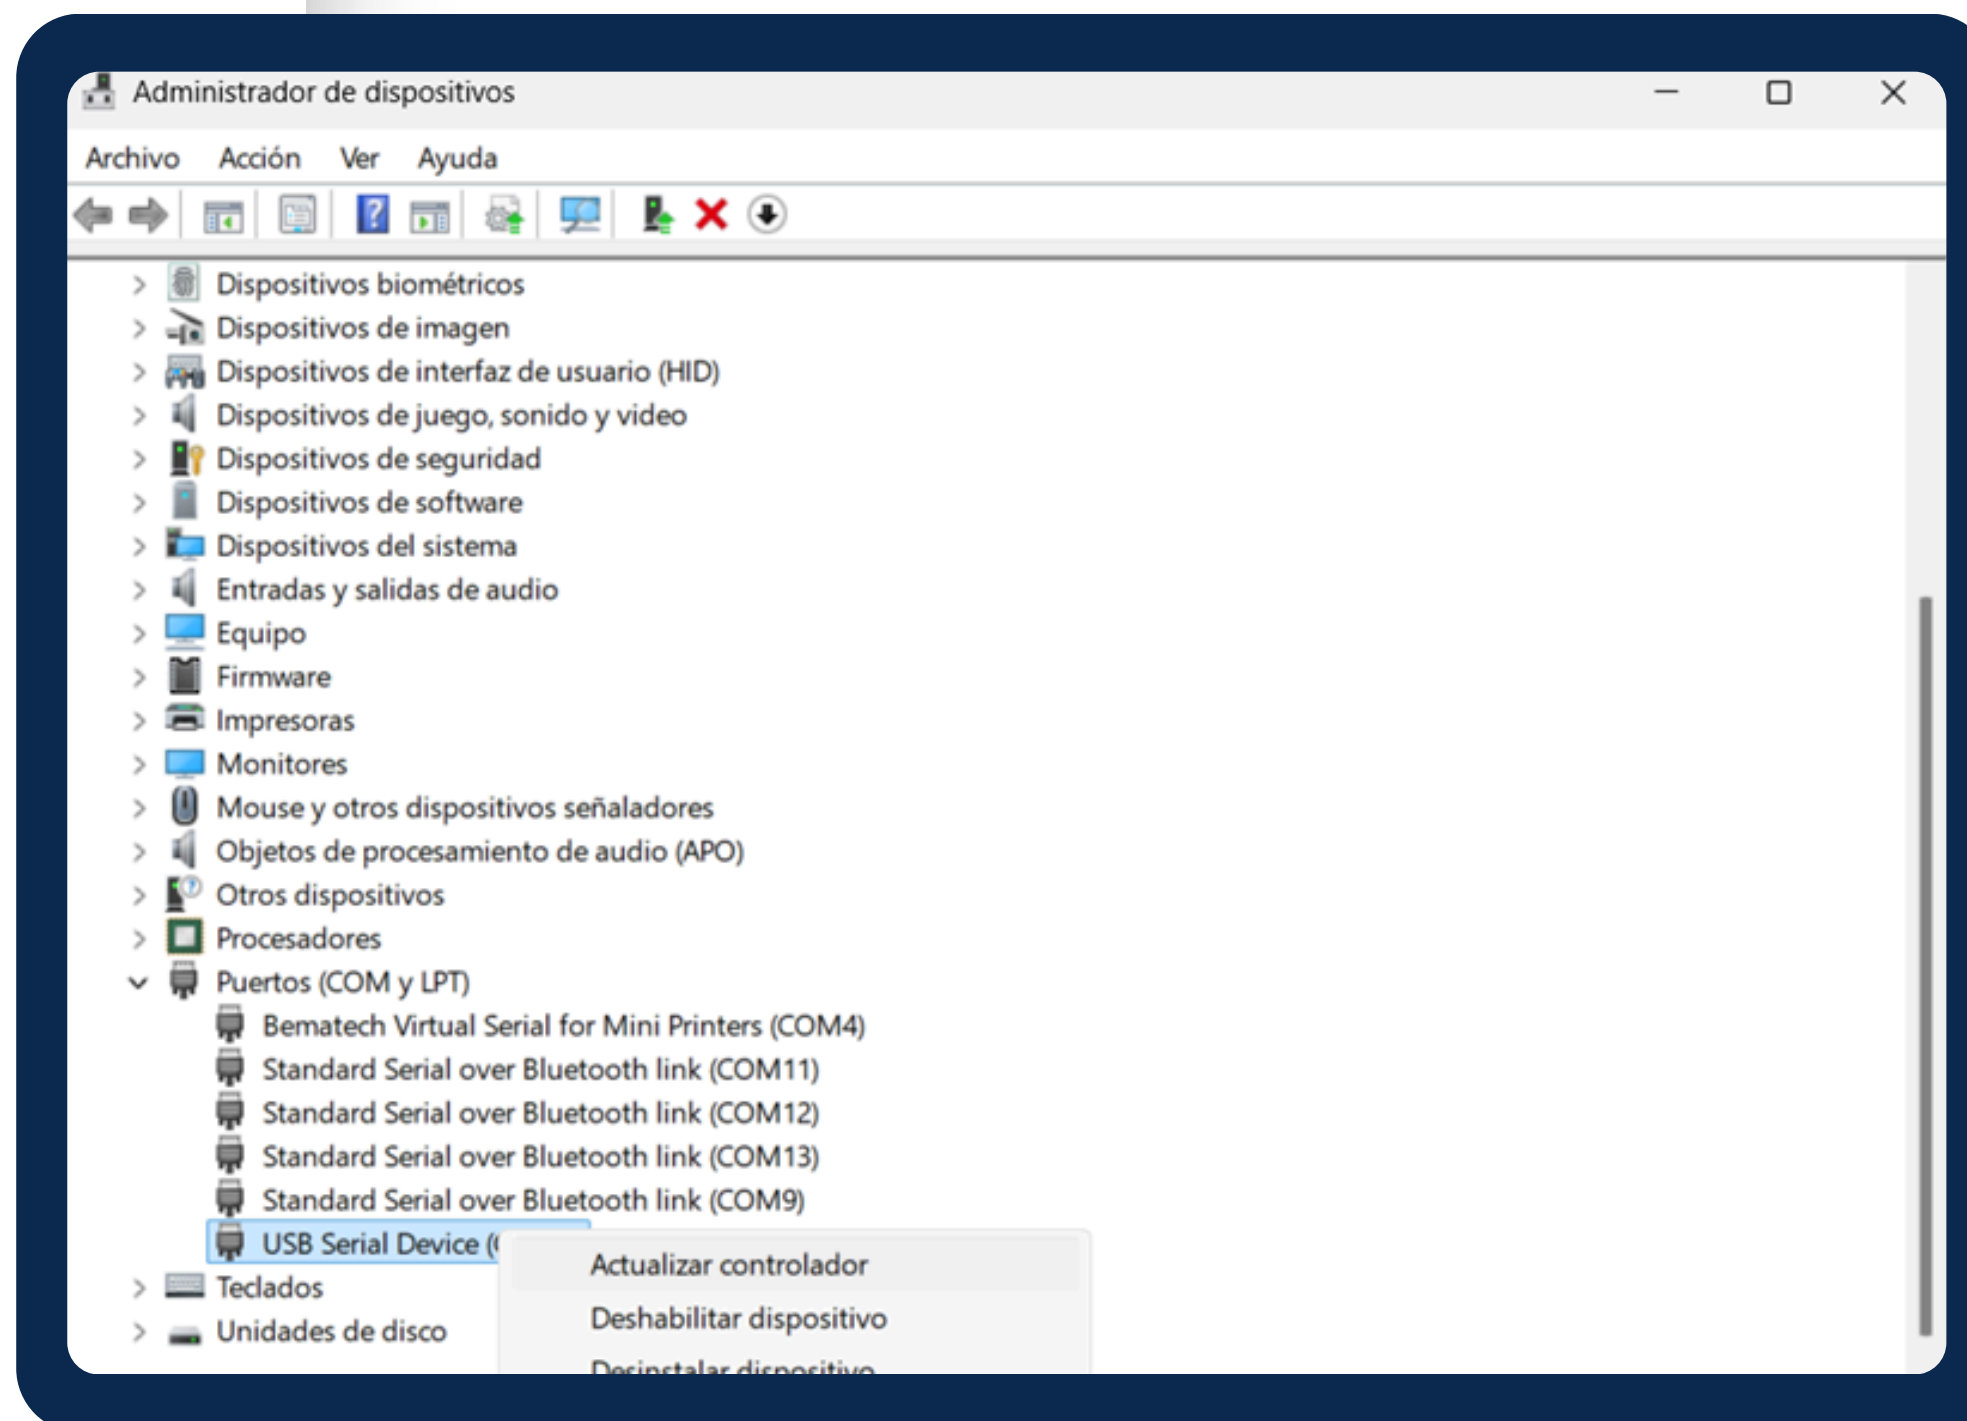 Administrador de dispositivos
Archivo Acción Ver Ayuda
Dispositivos biométricos
Dispositivos de imagen
Dispositivos de interfaz de usuario (HID)
Dispositivos de juego, sonido y video
Dispositivos de seguridad
Dispositivos de software
Dispositivos del sistema
Entradas y salidas de audio
Equipo
Firmware
Impresoras
Monitores
Mouse y otros dispositivos señaladores
Objetos de procesamiento de audio (APO)
Otros dispositivos
Procesadores
Puertos (COM y LPT)
Bematech Virtual Serial for Mini Printers (COM4)
Standard Serial over Bluetooth link (COM11)
Standard Serial over Bluetooth link (COM12)
Standard Serial over Bluetooth link (COM13)
Standard Serial over Bluetooth link (COM9)
USB Serial Device (
Actualizar controlador
Teclados
Deshabilitar dispositivo
Unidades de disco
Desinstalar dispositivo